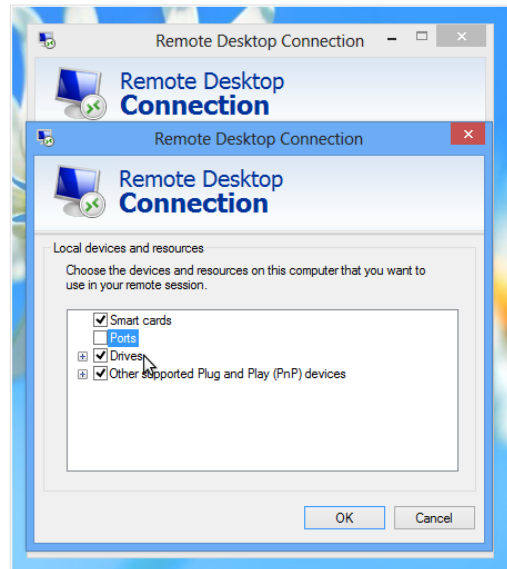 Remote Desktop Connection
Remote Desktop
Connection
Remote Desktop Connection
Remote Desktop
Connection
Local devices and resources
Choose the devices and resources on this computer that you want to
use in your remote session.
Smart cards
Ports
Drives
Other supported Plug and Play (PnP) devices
OK
Cancel